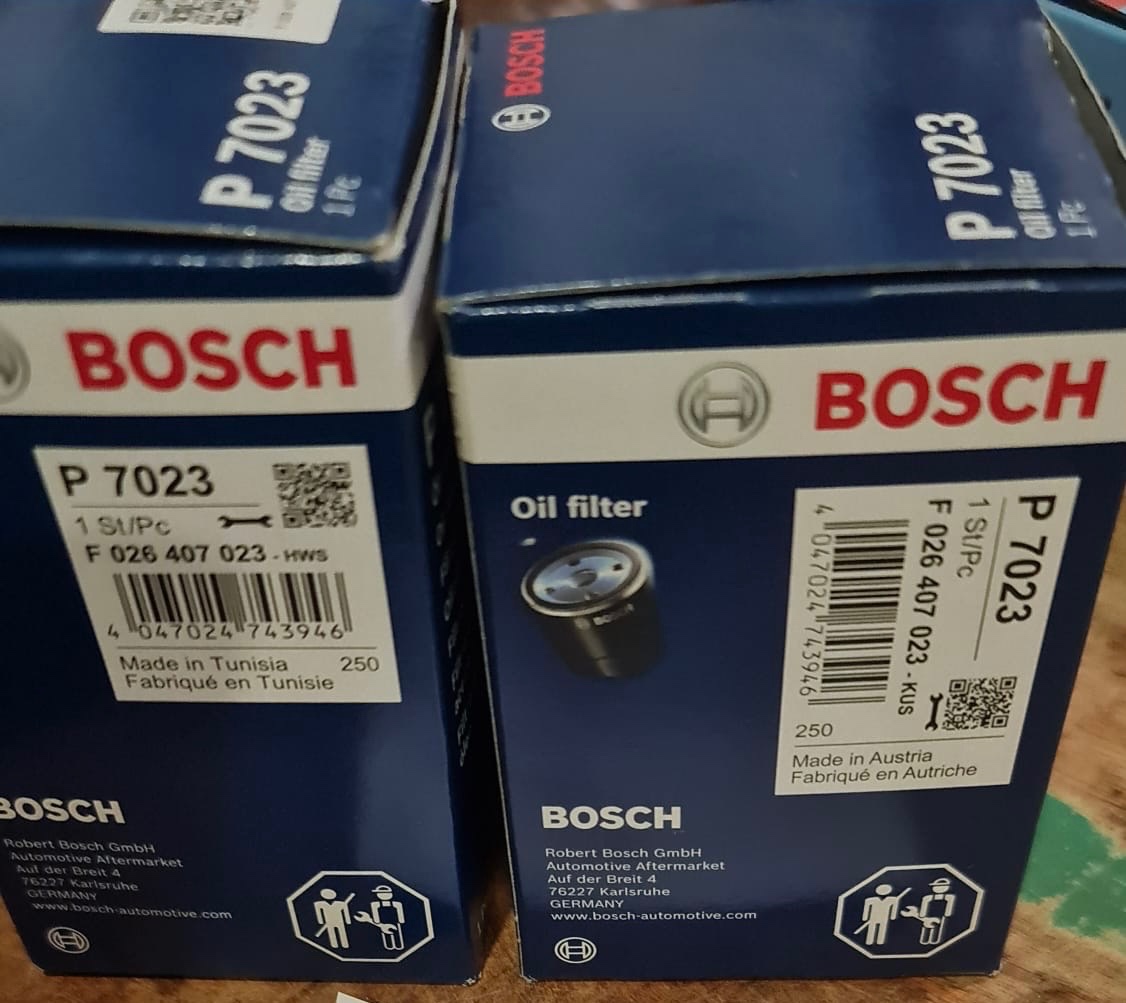 P 7023
Oil filter
1 Pc
BOSCH
P 7023
1 St/Pc
F 026 407 023 - HWS
4 047024 743946
Made in Tunisia 250
Fabriqué en Tunisie
BOSCH
Robert Bosch GmbH
Automotive Aftermarket
Auf der Breit 4
76227 Karlsruhe
GERMANY
www.bosch-automotive.com
BOSCH
P 7023
Oil filter
1 Pc
BOSCH
Oil filter
BOSCH
P 7023
1 St/Pc
F 026 407 023 - KUS
4 047024 743946
250
Made in Austria
Fabriqué en Autriche
BOSCH
Robert Bosch GmbH
Automotive Aftermarket
Auf der Breit 4
76227 Karlsruhe
GERMANY
www.bosch-automotive.com